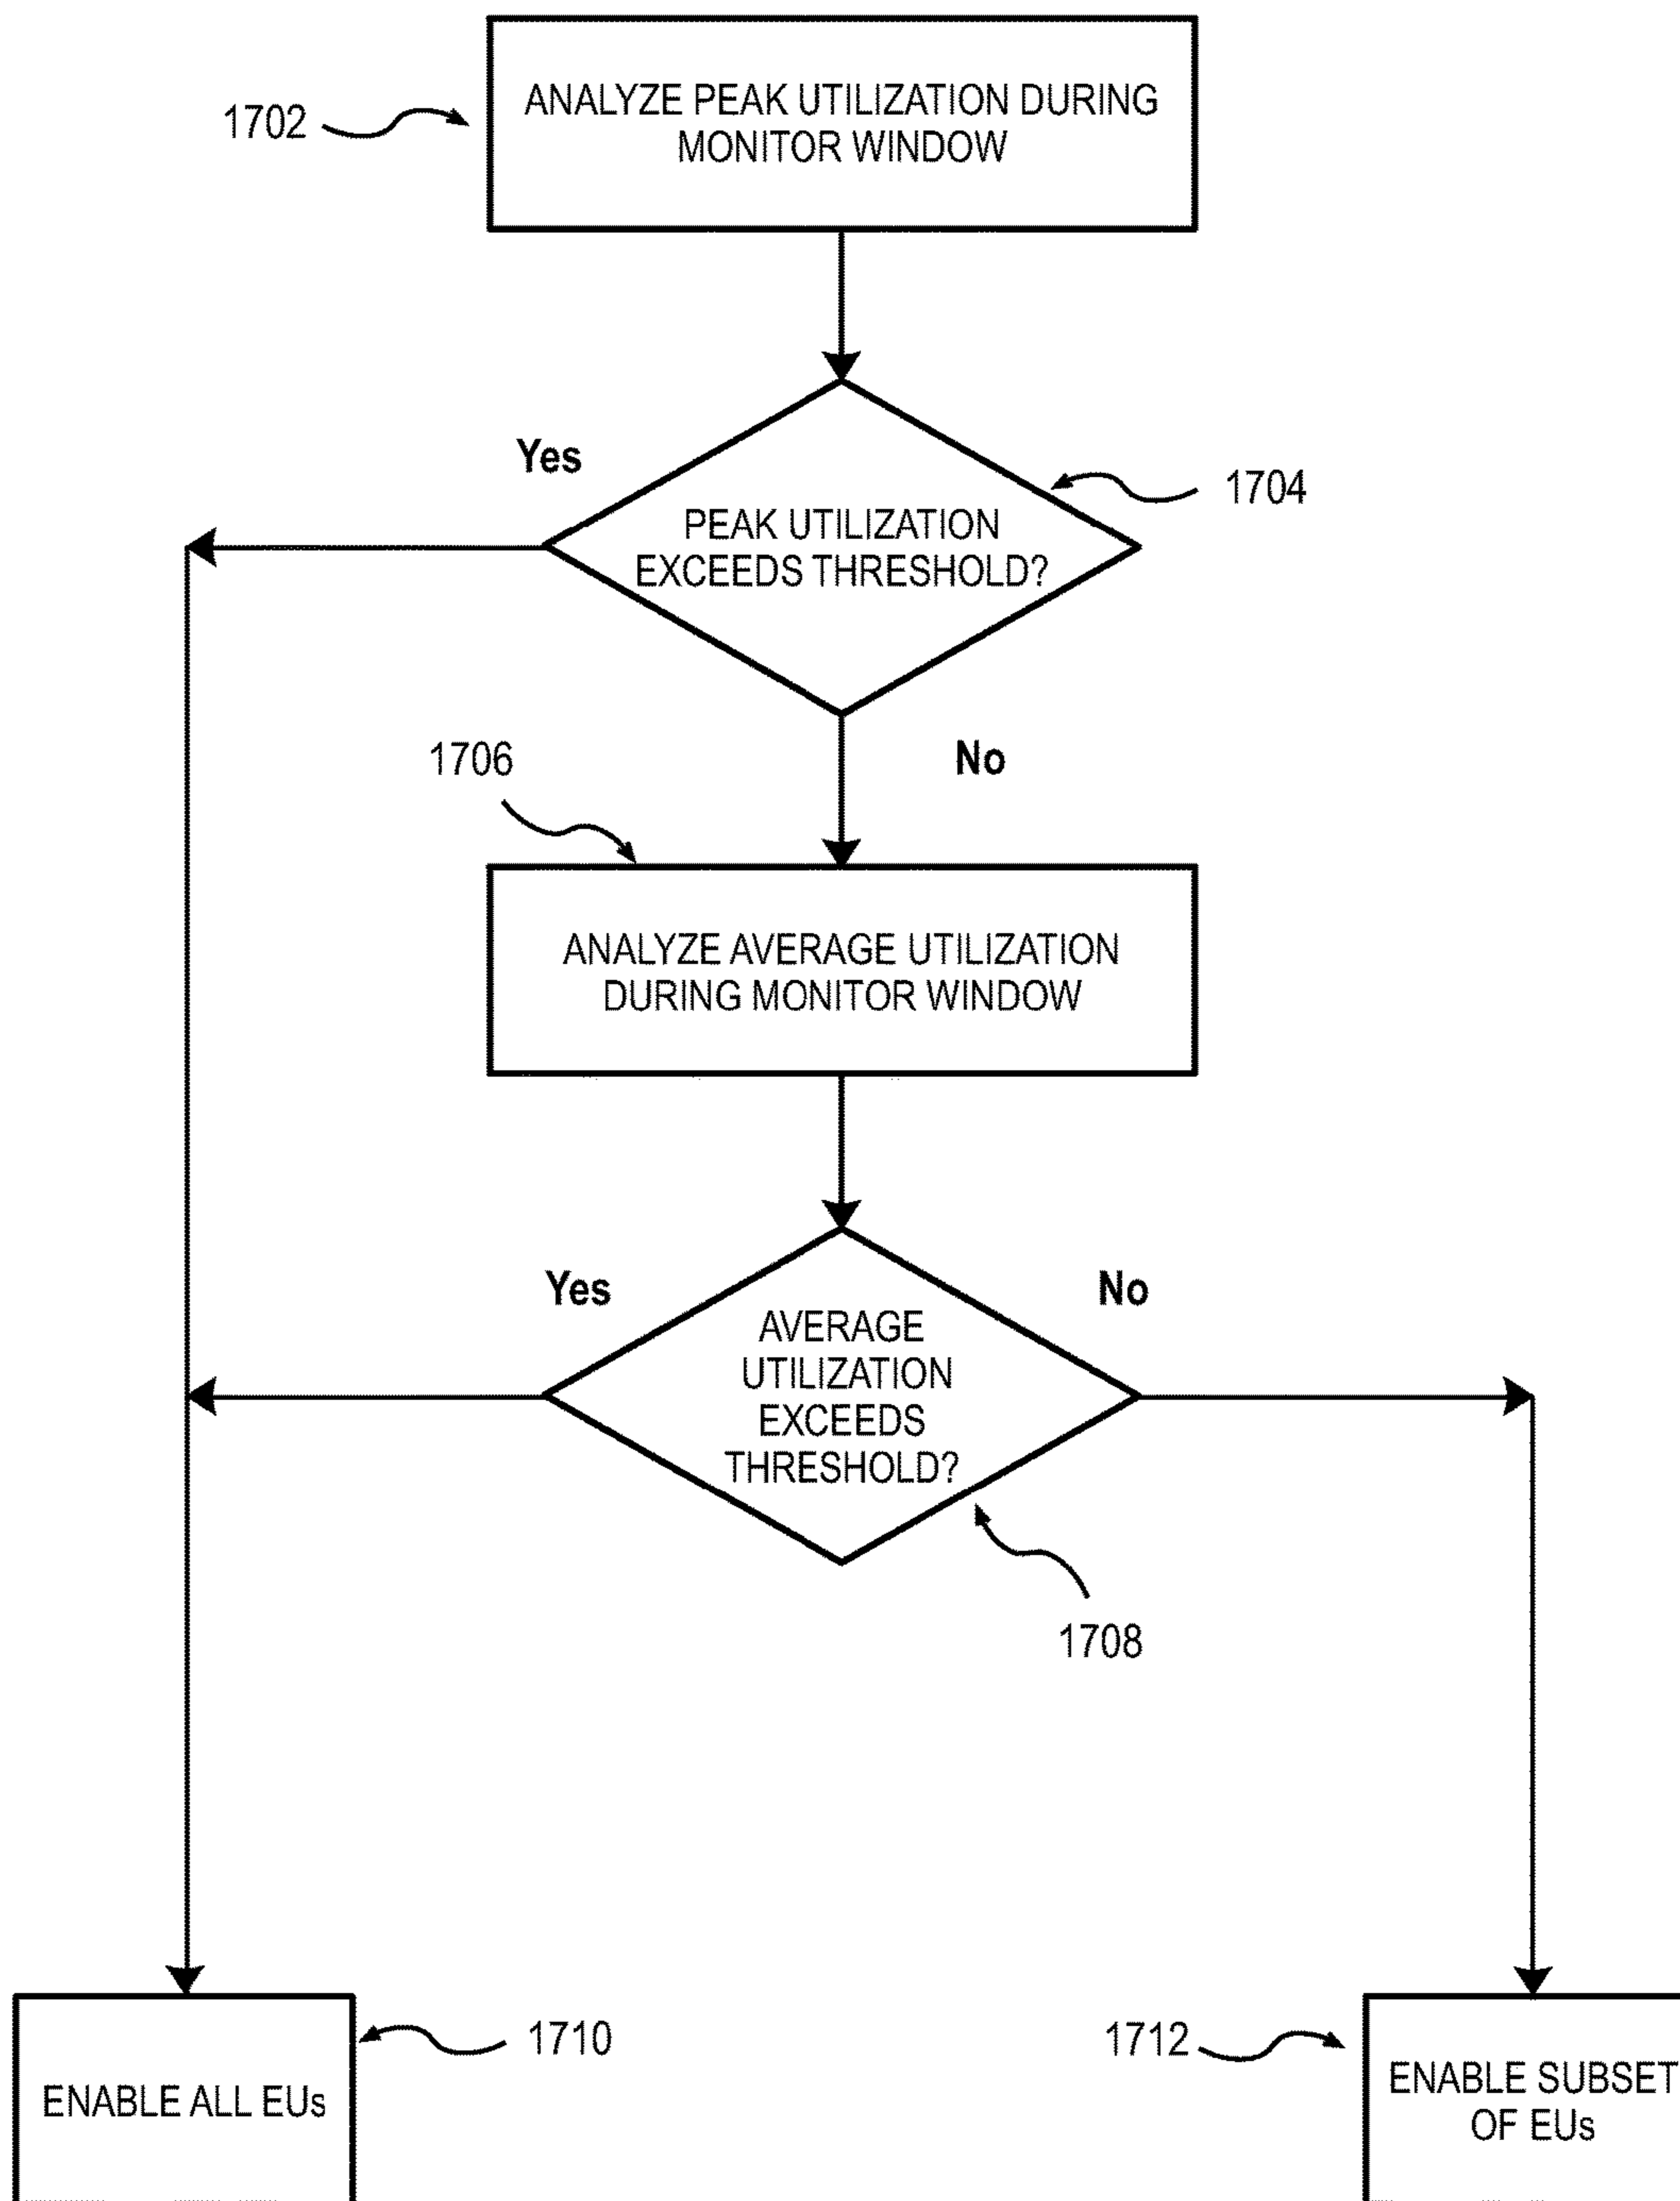 ANALYZE PEAK UTILIZATION DURING
MONITOR WINDOW
1702
Yes
1704
PEAK UTILIZATION
EXCEEDS THRESHOLD?
1706
No
ANALYZE AVERAGE UTILIZATION
DURING MONITOR WINDOW
Yes
No
AVERAGE
UTILIZATION
EXCEEDS
THRESHOLD?
1708
1710
1712
ENABLE ALL EUs
ENABLE SUBSET
OF EUs